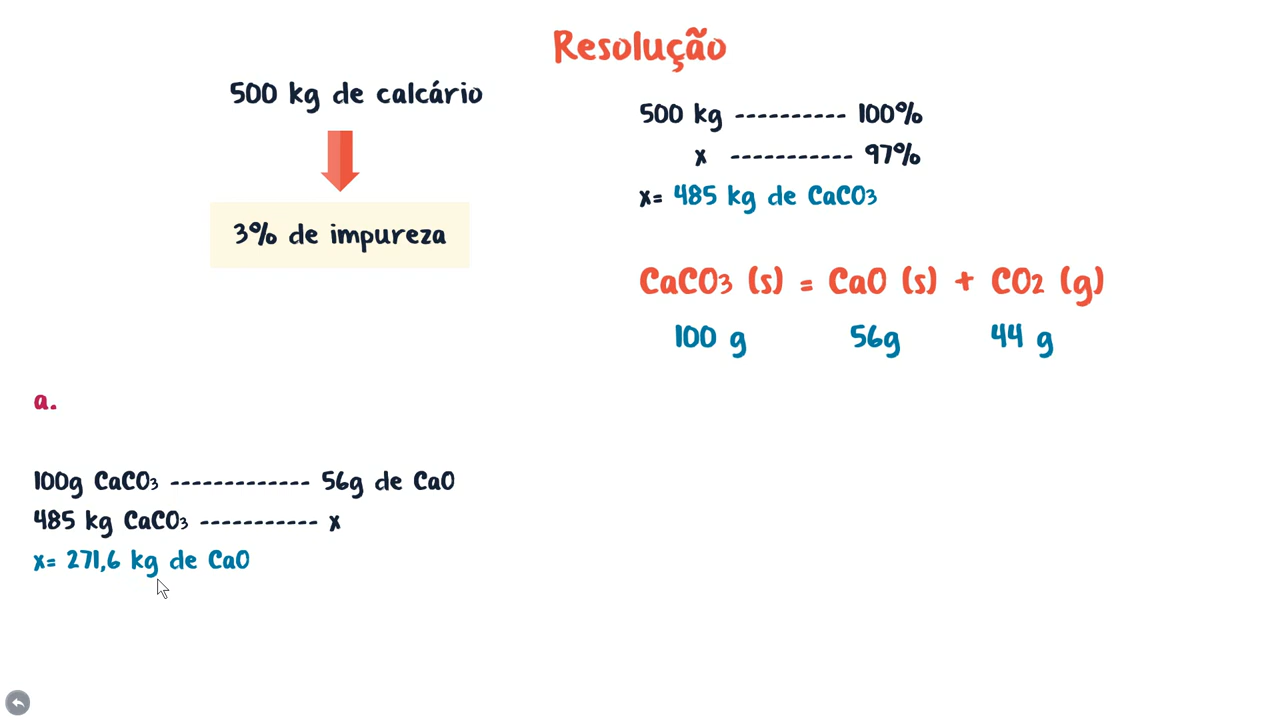 Resolução
500 kg de calcário
3% de impureza
500 kg ---------- 100%
x ----------- 97%
x= 485 kg de CaCO3
CaCO3 (s) = CaO (s) + CO2 (g)
100 g 56g 44 g
a.
100g CaCO3 ------------- 56g de CaO
485 kg CaCO3 ----------- x
x= 271,6 kg de CaO